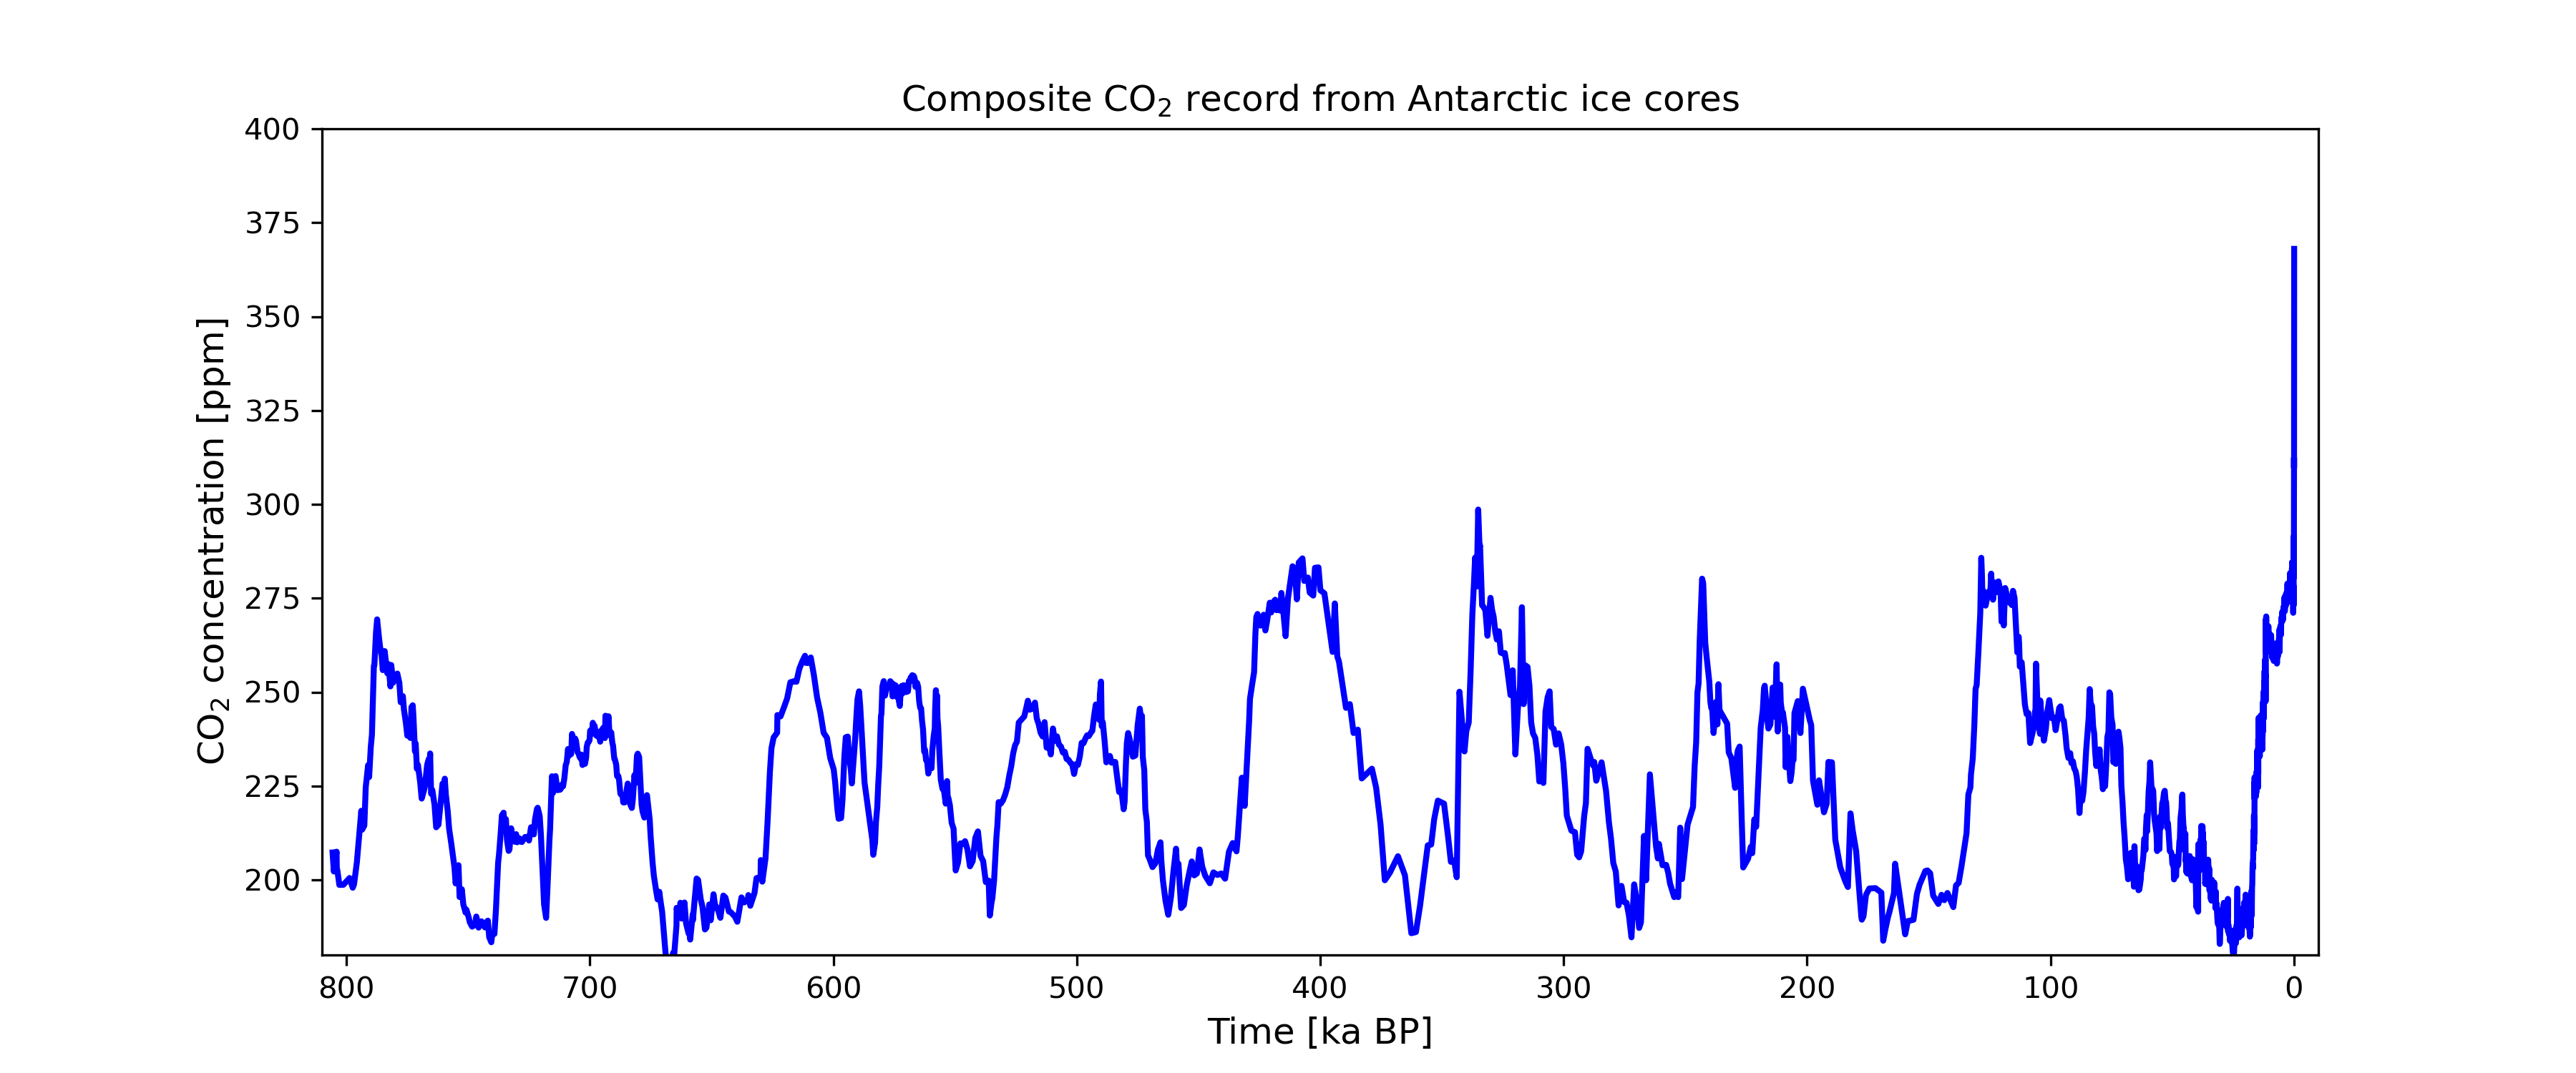 Composite CO₂ record from Antarctic ice cores
CO₂ concentration [ppm]
400
375
350
325
300
275
250
225
200
800 700 600 500 400 300 200 100 0
Time [ka BP]